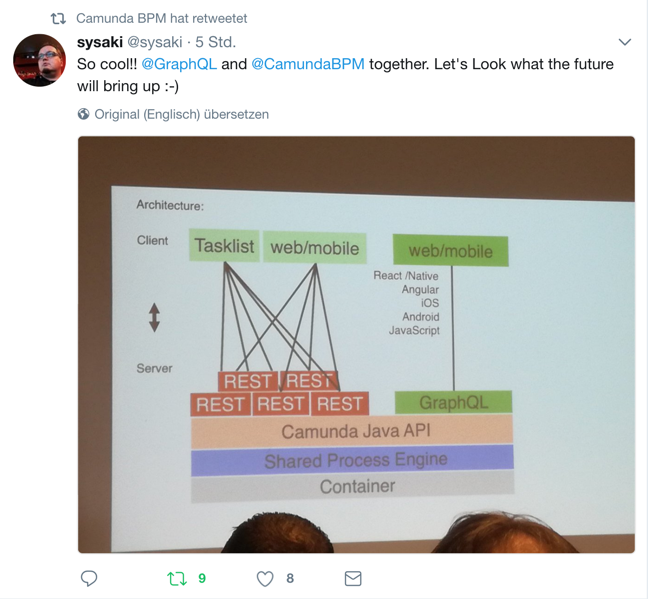 Camunda BPM hat retweetet
sysaki @sysaki · 5 Std.
So cool!! @GraphQL and @CamundaBPM together. Let's Look what the future
will bring up :-)
Original (Englisch) übersetzen
Architecture:
Client
Tasklist
web/mobile
web/mobile
React /Native
Angular
iOS
Android
JavaScript
Server
REST REST
REST REST REST
GraphQL
Camunda Java API
Shared Process Engine
Container
9
8